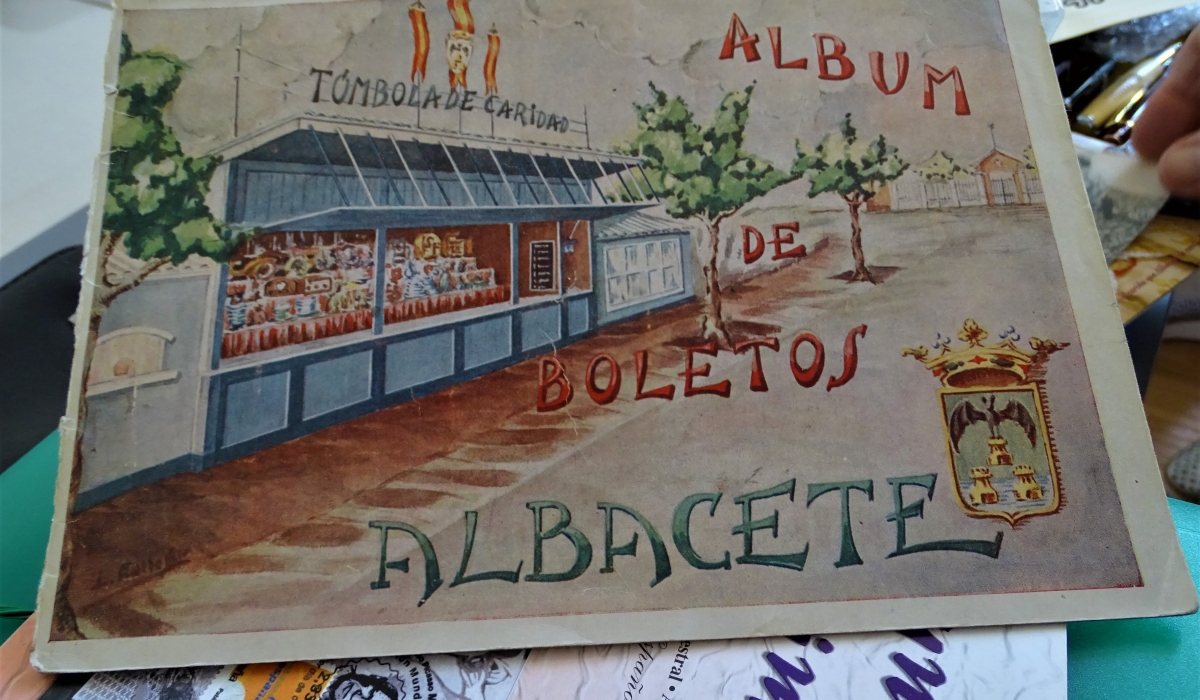 TÓMBOLA DE CARIDAD
ALBUM
DE
BOLETOS
ALBACETE